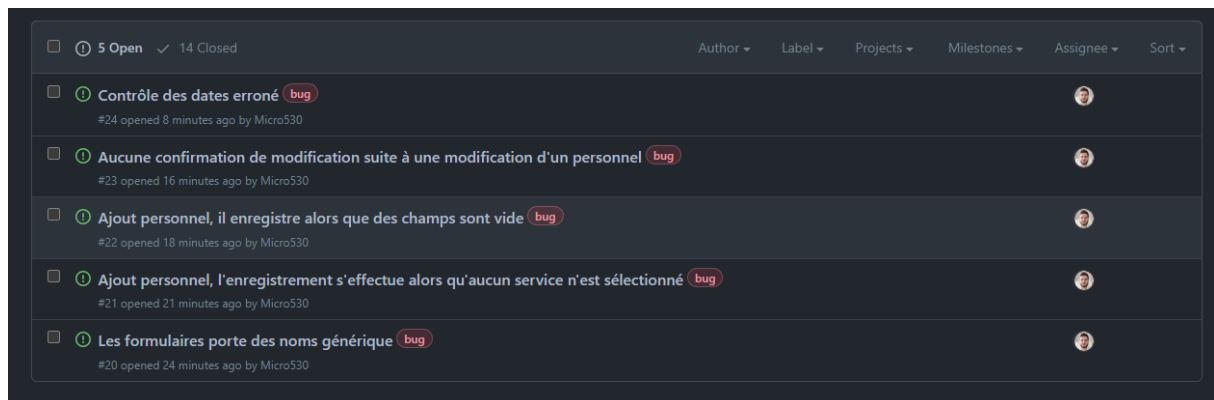 5 Open 14 Closed Author Label Projects Milestones Assignee Sort
Contrôle des dates erroné bug
#24 opened 8 minutes ago by Micro530
Aucune confirmation de modification suite à une modification d'un personnel bug
#23 opened 16 minutes ago by Micro530
Ajout personnel, il enregistre alors que des champs sont vide bug
#22 opened 18 minutes ago by Micro530
Ajout personnel, l'enregistrement s'effectue alors qu'aucun service n'est sélectionné bug
#21 opened 21 minutes ago by Micro530
Les formulaires porte des noms générique bug
#20 opened 24 minutes ago by Micro530